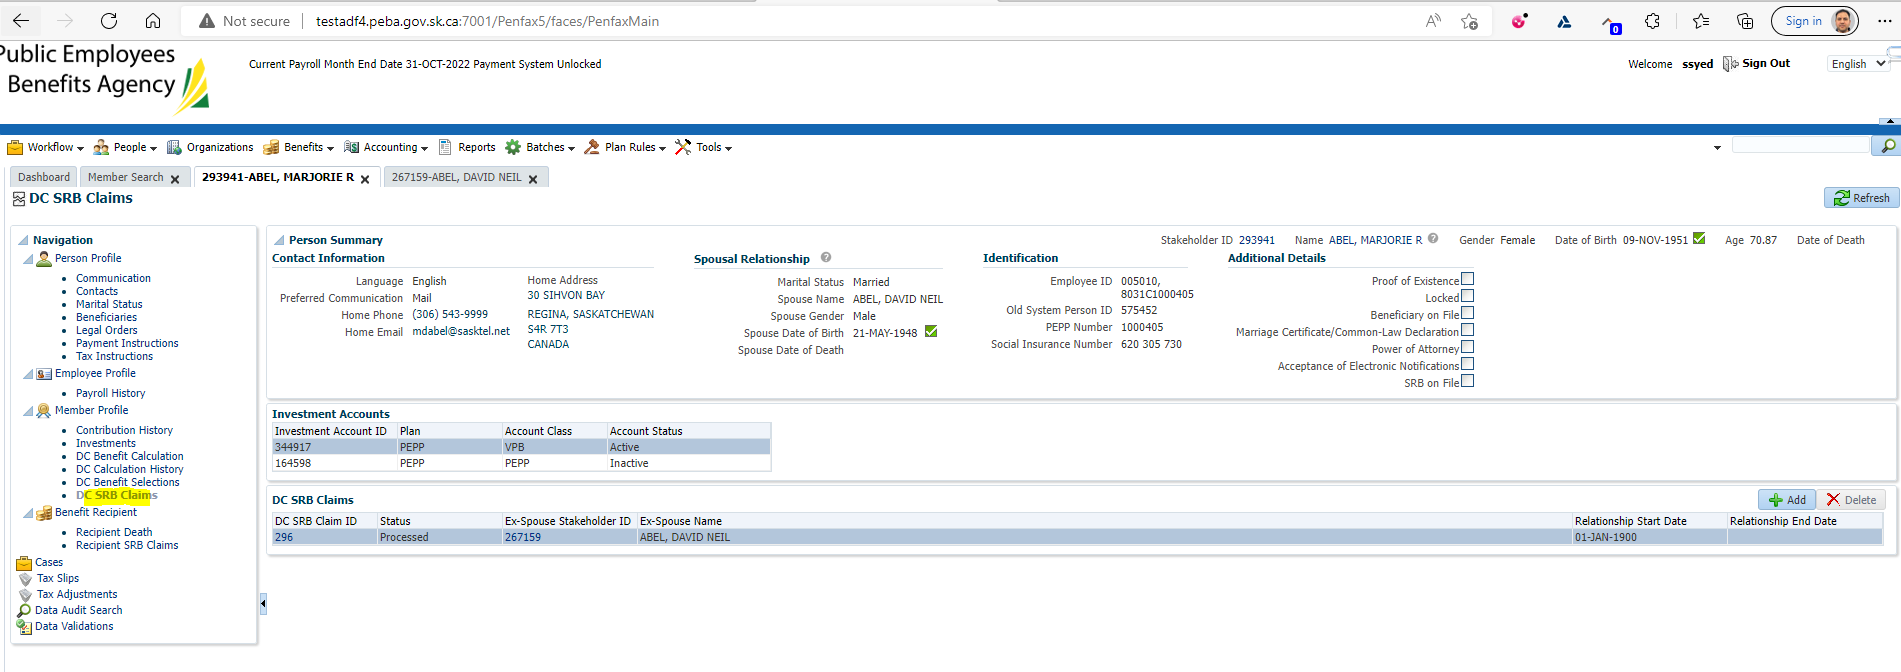 Not secure testadf4.peba.gov.sk.ca:7001/Penfax5/faces/PenfaxMain
0
Sign in
Public Employees
Benefits Agency
Current Payroll Month End Date 31-OCT-2022 Payment System Unlocked
Welcome ssyed Sign Out English
Workflow People Organizations Benefits Accounting Reports Batches Plan Rules Tools
Dashboard Member Search 293941-ABEL, MARJORIE R 267159-ABEL, DAVID NEIL
DC SRB Claims
Refresh
Navigation
Person Profile
Communication
Contacts
Marital Status
Beneficiaries
Legal Orders
Payment Instructions
Tax Instructions
Employee Profile
Payroll History
Member Profile
Contribution History
Investments
DC Benefit Calculation
DC Calculation History
DC Benefit Selections
DC SRB Claims
Benefit Recipient
Recipient Death
Recipient SRB Claims
Cases
Tax Slips
Tax Adjustments
Data Audit Search
Data Validations
Person Summary
Stakeholder ID 293941 Name ABEL, MARJORIE R Gender Female Date of Birth 09-NOV-1951 Age 70.87 Date of Death
Contact Information
Language English
Preferred Communication Mail
Home Phone (306) 543-9999
Home Email mdabel@sasktel.net
Home Address
30 SIHVON BAY
REGINA, SASKATCHEWAN
S4R 7T3
CANADA
Spousal Relationship
Marital Status Married
Spouse Name ABEL, DAVID NEIL
Spouse Gender Male
Spouse Date of Birth 21-MAY-1948
Spouse Date of Death
Identification
Employee ID 005010,
8031C1000405
Old System Person ID 575452
PEPP Number 1000405
Social Insurance Number 620 305 730
Additional Details
Proof of Existence
Locked
Beneficiary on File
Marriage Certificate/Common-Law Declaration
Power of Attorney
Acceptance of Electronic Notifications
SRB on File
Investment Accounts
Investment Account ID Plan Account Class Account Status
344917 PEPP VPB Active
164598 PEPP PEPP Inactive
DC SRB Claims
Add Delete
DC SRB Claim ID Status Ex-Spouse Stakeholder ID Ex-Spouse Name Relationship Start Date Relationship End Date
296 Processed 267159 ABEL, DAVID NEIL 01-JAN-1900